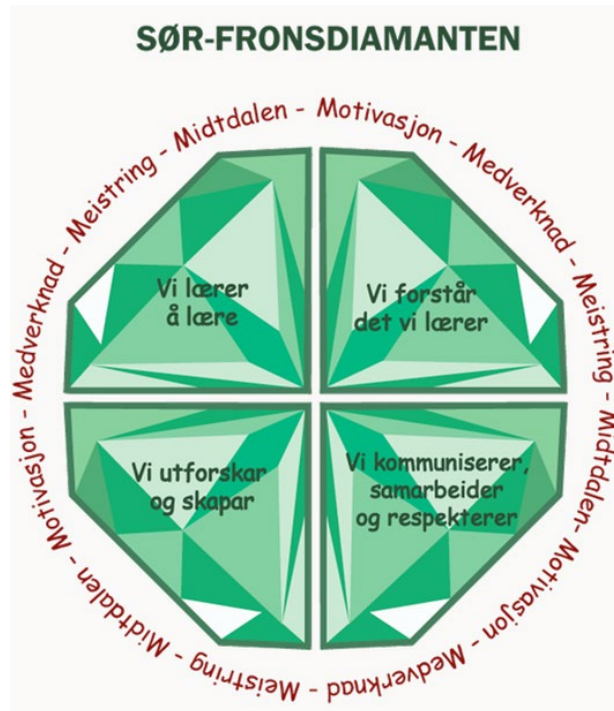 SØR-FRONSDIAMANTEN
Motivasjon - Medverknad - Meistring - Midtdalen- Motivasjon - Medverknad - Meistring - Midtdalen - Motivasjon - Medverknad - Meistring - Midtdalen -
Vi lærer
å lære
Vi forstår
det vi lærer
Vi utforskar
og skapar
Vi kommuniserer,
samarbeider
og respekterer